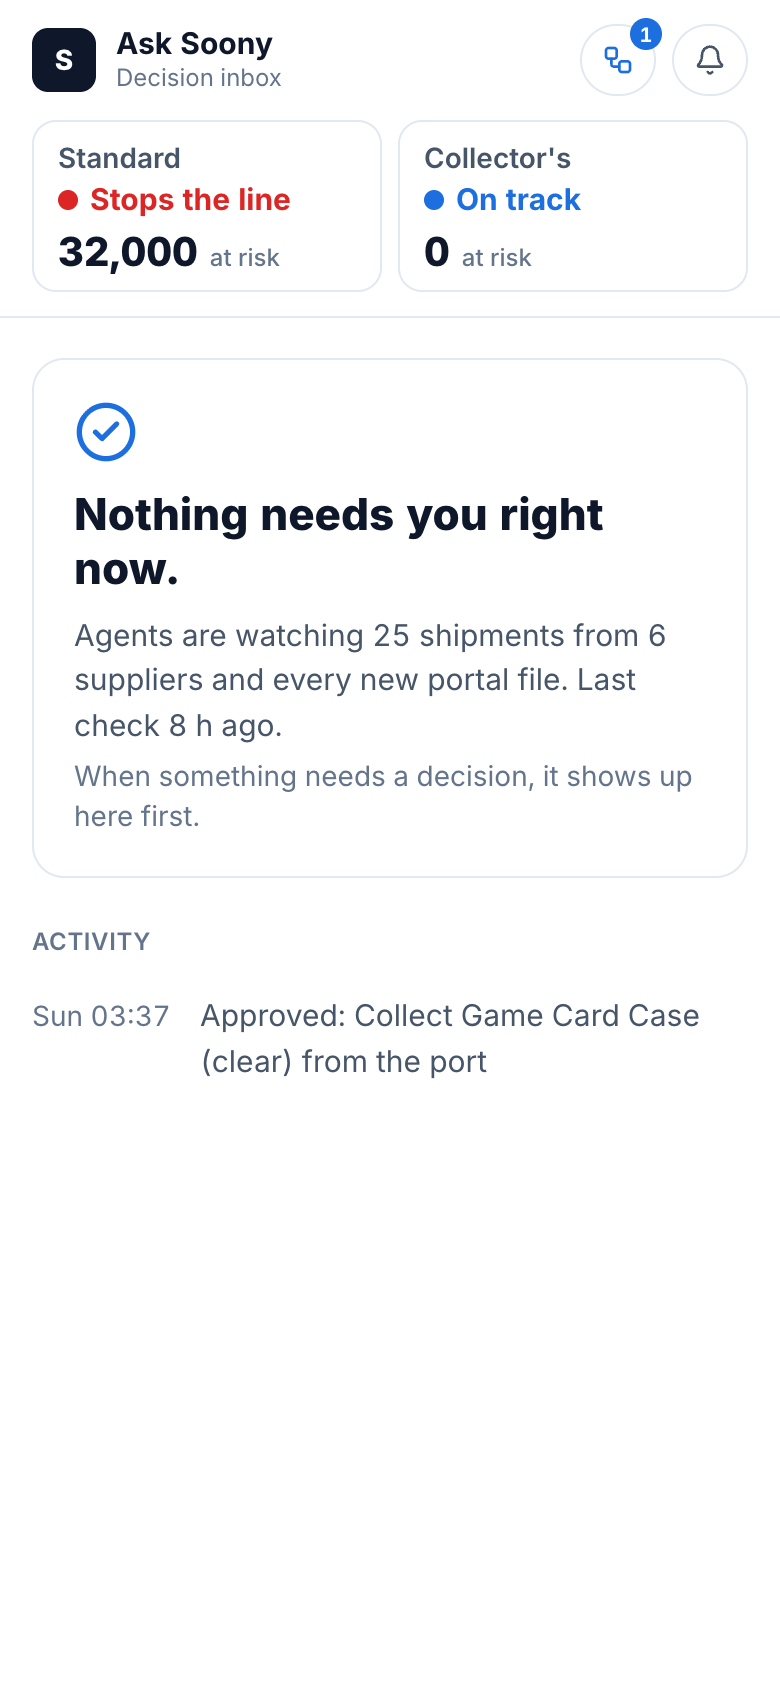 S
Ask Soony
Decision inbox
1
Standard
Stops the line
32,000 at risk
Collector's
On track
0 at risk
Nothing needs you right
now.
Agents are watching 25 shipments from 6
suppliers and every new portal file. Last
check 8 h ago.
When something needs a decision, it shows up
here first.
ACTIVITY
Sun 03:37 Approved: Collect Game Card Case
(clear) from the port